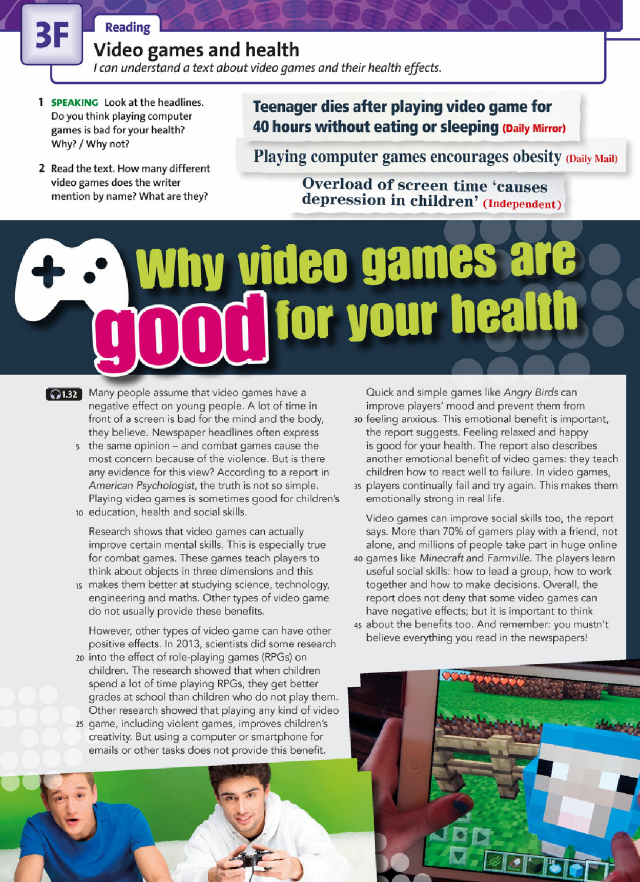 3F
Reading
Video games and health
I can understand a text about video games and their health effects.
1 SPEAKING Look at the headlines.
Do you think playing computer
games is bad for your health?
Why? / Why not?
2 Read the text. How many different
video games does the writer
mention by name? What are they?
Teenager dies after playing video game for
40 hours without eating or sleeping (Daily Mirror)
Playing computer games encourages obesity (Daily Mail)
Overload of screen time ‘causes
depression in children’ (Independent)
Why video games are
good for your health
1.32 Many people assume that video games have a
negative effect on young people. A lot of time in
front of a screen is bad for the mind and the body,
they believe. Newspaper headlines often express
5 the same opinion – and combat games cause the
most concern because of the violence. But is there
any evidence for this view? According to a report in
American Psychologist, the truth is not so simple.
Playing video games is sometimes good for children's
10 education, health and social skills.
Research shows that video games can actually
improve certain mental skills. This is especially true
for combat games. These games teach players to
think about objects in three dimensions and this
15 makes them better at studying science, technology,
engineering and maths. Other types of video game
do not usually provide these benefits.
However, other types of video game can have other
positive effects. In 2013, scientists did some research
20 into the effect of role-playing games (RPGs) on
children. The research showed that when children
spend a lot of time playing RPGs, they get better
grades at school than children who do not play them.
Other research showed that playing any kind of video
25 game, including violent games, improves children's
creativity. But using a computer or smartphone for
emails or other tasks does not provide this benefit.
Quick and simple games like Angry Birds can
improve players' mood and prevent them from
30 feeling anxious. This emotional benefit is important,
the report suggests. Feeling relaxed and happy
is good for your health. The report also describes
another emotional benefit of video games: they teach
children how to react well to failure. In video games,
35 players continually fail and try again. This makes them
emotionally strong in real life.
Video games can improve social skills too, the report
says. More than 70% of gamers play with a friend, not
alone, and millions of people take part in huge online
40 games like Minecraft and Farmville. The players learn
useful social skills: how to lead a group, how to work
together and how to make decisions. Overall, the
report does not deny that some video games can
have negative effects; but it is important to think
45 about the benefits too. And remember: you mustn't
believe everything you read in the newspapers!